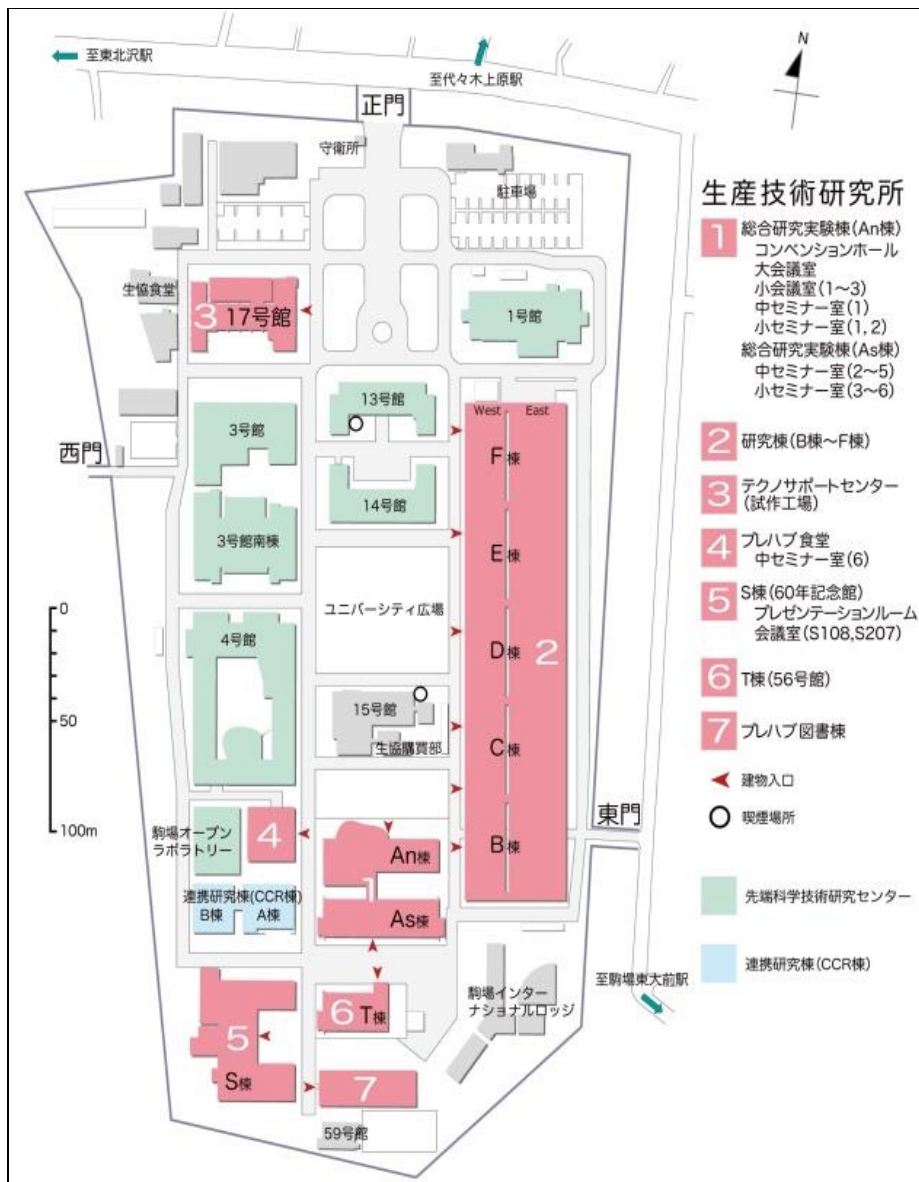 至東北沢駅
至代々木上原駅
N
正門
守衛所
駐車場
生協食堂
3 17号館
1号館
13号館
West East
3号館
F棟
西門
14号館
3号館南棟
E棟
0
ユニバーシティ広場
4号館
D棟
2
50
15号館
生協購買部
C棟
東門
100m
駒場オープン
ラボラトリー
4
An棟
B棟
1
連携研究棟(CCR棟)
B棟 A棟
As棟
駒場インター
ナショナルロッジ
至駒場東大前駅
6 T棟
5
S棟
7
59号館
生産技術研究所
1 総合研究実験棟(An棟)
コンベンションホール
大会議室
小会議室(1～3)
中セミナー室(1)
小セミナー室(1,2)
総合研究実験棟(As棟)
中セミナー室(2～5)
小セミナー室(3～6)
2 研究棟(B棟～F棟)
3 テクノサポートセンター
(試作工場)
4 プレハブ食堂
中セミナー室(6)
5 S棟(60年記念館)
プレゼンテーションルーム
会議室(S108,S207)
6 T棟(56号館)
7 プレハブ図書棟
建物入口
喫煙場所
先端科学技術研究センター
連携研究棟(CCR棟)